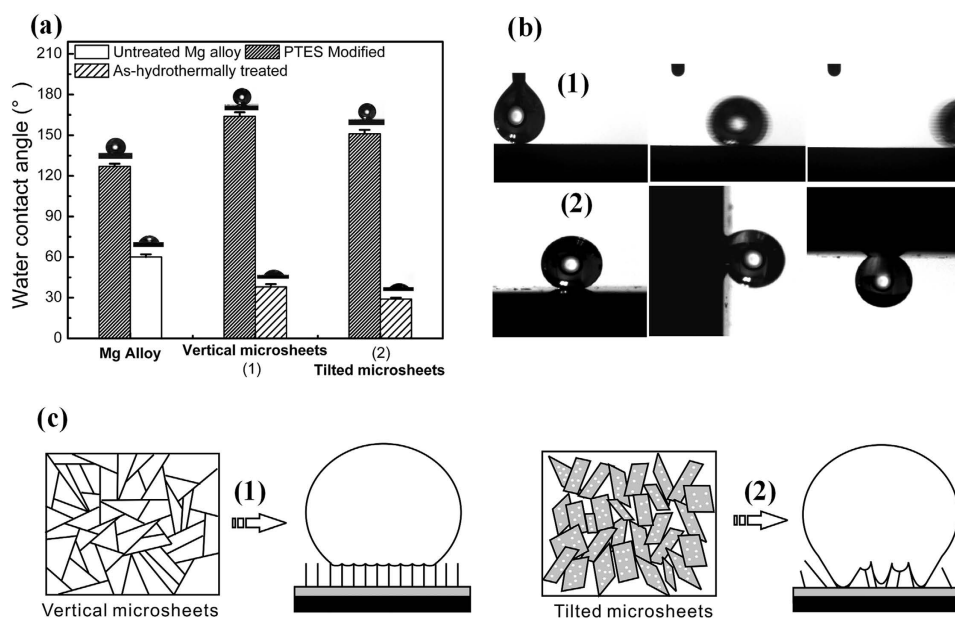 (a)
210
180
150
120
90
60
30
0
Water contact angle (°)
Untreated Mg alloy
PTES Modified
As-hydrothermally treated
Mg Alloy
Vertical microsheets
(1)
(2)
Tilted microsheets
(b)
(1)
(2)
(c)
(1)
Vertical microsheets
(2)
Tilted microsheets